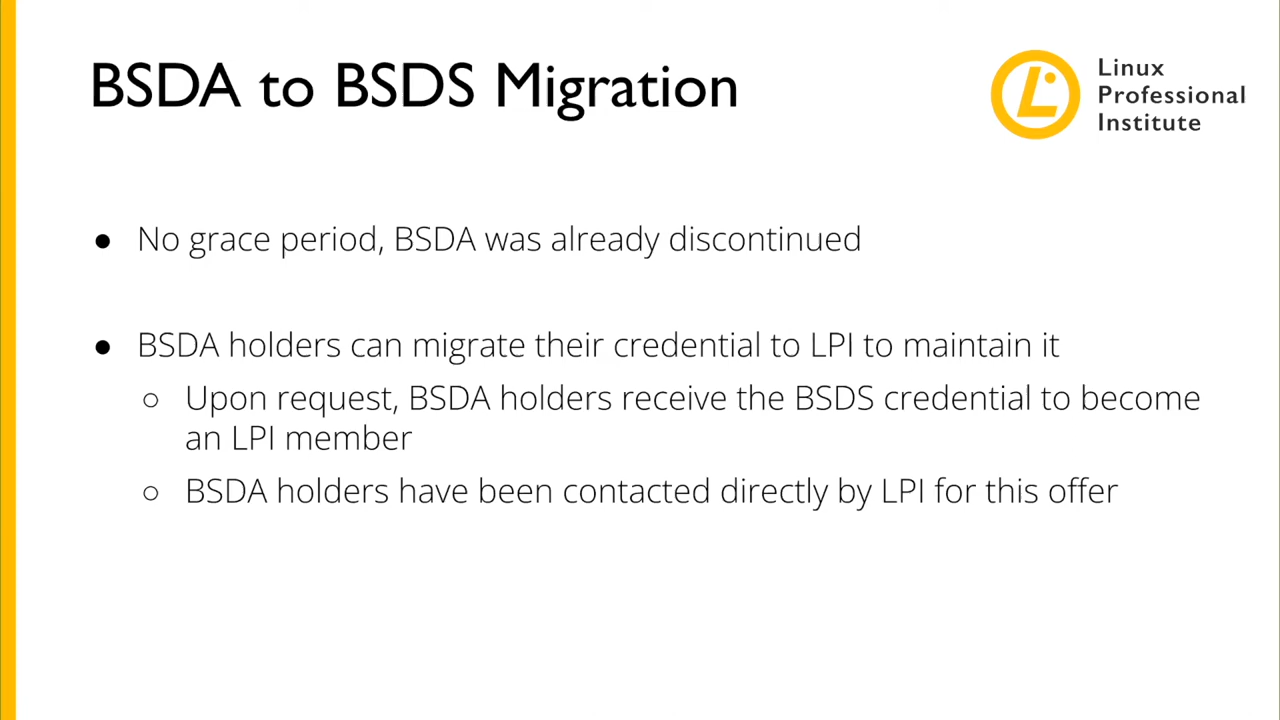 BSDA to BSDS Migration
Linux
Professional
Institute
● No grace period, BSDA was already discontinued
● BSDA holders can migrate their credential to LPI to maintain it
○ Upon request, BSDA holders receive the BSDS credential to become
an LPI member
○ BSDA holders have been contacted directly by LPI for this offer